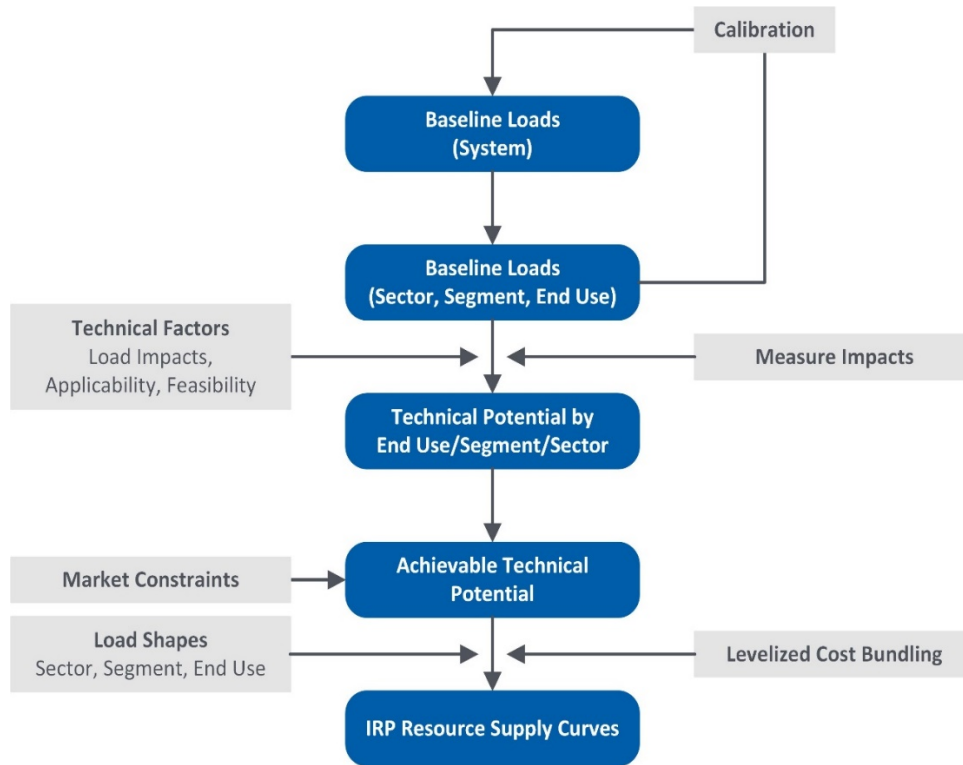 Calibration
Baseline Loads
(System)
Baseline Loads
(Sector, Segment, End Use)
Technical Factors
Load Impacts,
Applicability, Feasibility
Measure Impacts
Technical Potential by
End Use/Segment/Sector
Market Constraints
Achievable Technical
Potential
Load Shapes
Sector, Segment, End Use
Levelized Cost Bundling
IRP Resource Supply Curves